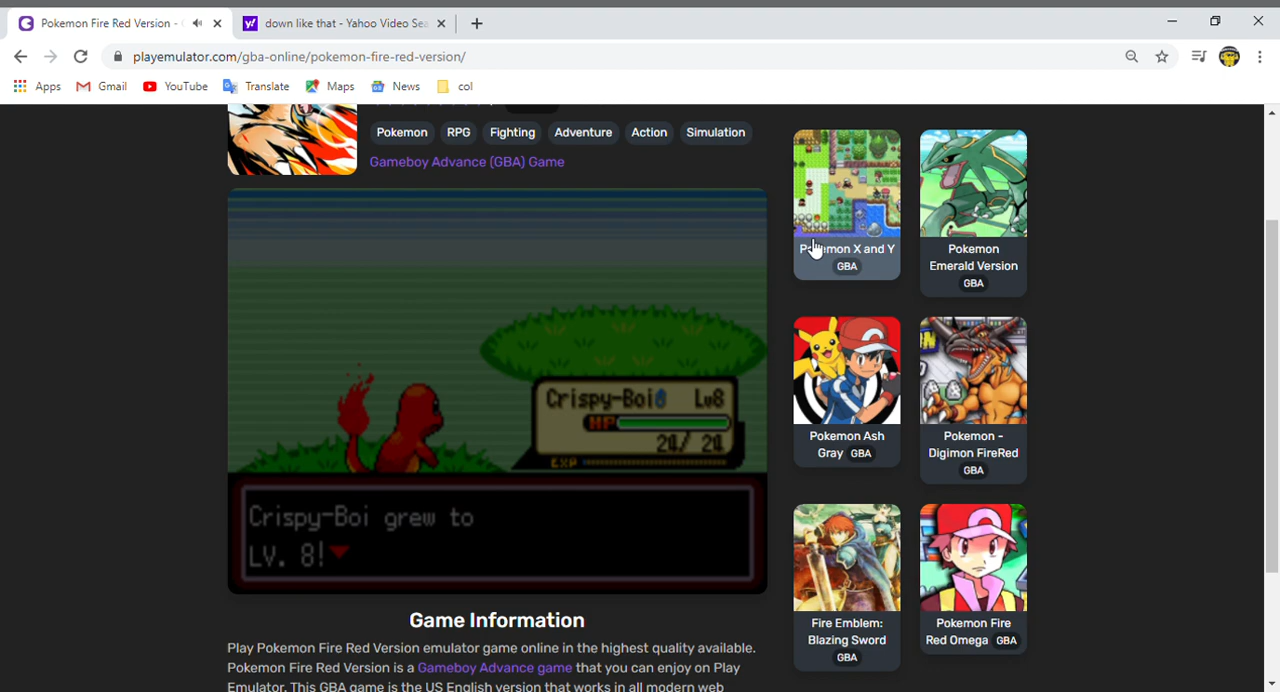 Pokemon Fire Red Version -
down like that - Yahoo Video Sea
playemulator.com/gba-online/pokemon-fire-red-version/
Apps Gmail YouTube Translate Maps News col
Pokemon RPG Fighting Adventure Action Simulation
Gameboy Advance (GBA) Game
Crispy-Boi Lv8
HP
24/ 24
EXP
Crispy-Boi grew to
LV. 8!
Game Information
Play Pokemon Fire Red Version emulator game online in the highest quality available.
Pokemon Fire Red Version is a Gameboy Advance game that you can enjoy on Play
Emulator. This GBA game is the US English version that works in all modern web
Pokemon X and Y
GBA
Pokemon
Emerald Version
GBA
Pokemon Ash
Gray GBA
Pokemon -
Digimon FireRed
GBA
Fire Emblem:
Blazing Sword
GBA
Pokemon Fire
Red Omega GBA